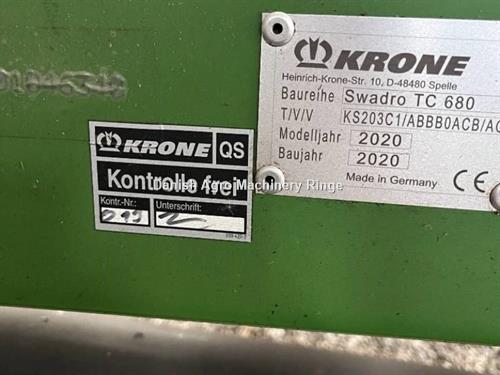 KRONE
Heinrich-Krone-Str. 10, D-48480 Spelle
Baureihe Swadro TC 680
T/V/V KS203C1/ABBB0ACB/AC
Modelljahr 2020
Baujahr 2020
Made in Germany CE
KRONE QS
Kontrolle frei
Kontr.-Nr.: Unterschrift:
Danish Agro Machinery Ringe